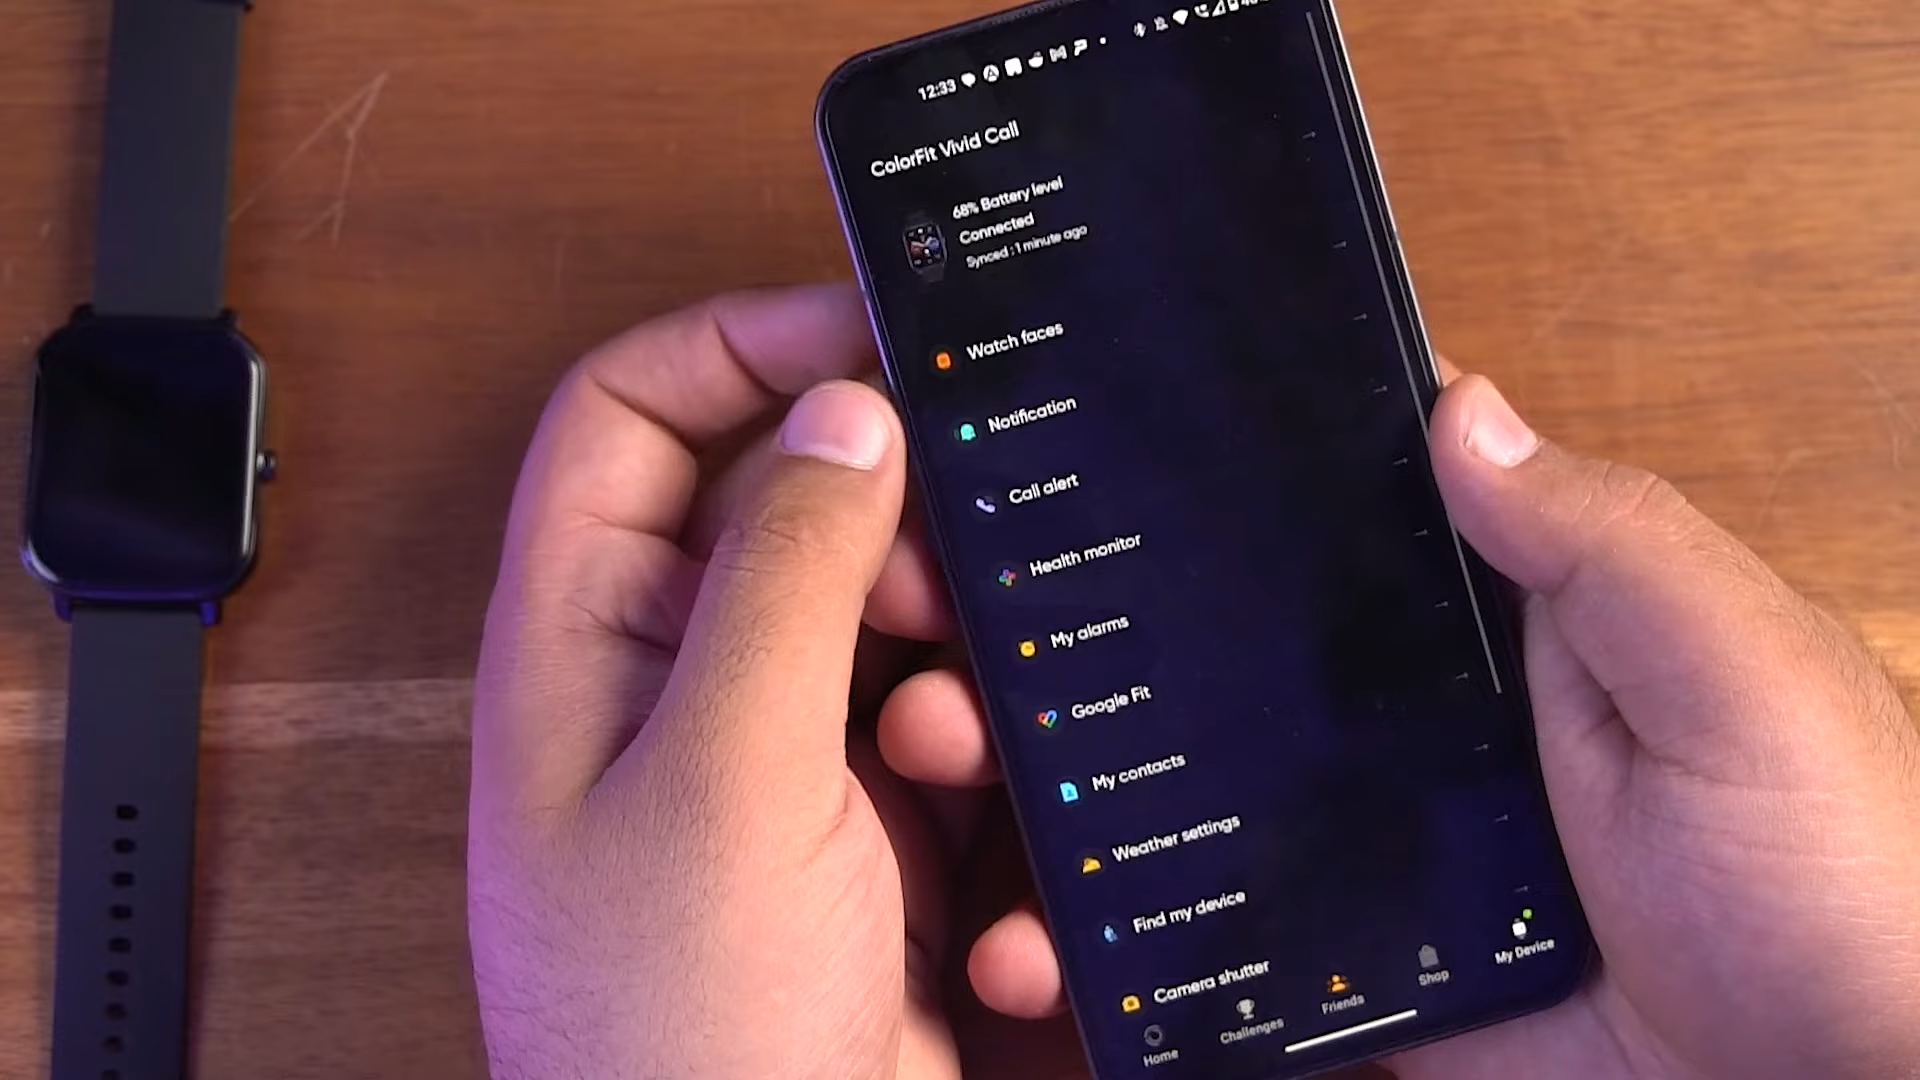 12:33
ColorFit Vivid Call
68% Battery level
Connected
Synced : 1 minute ago
Watch faces
Notification
Call alert
Health monitor
My alarms
Google Fit
My contacts
Weather settings
Find my device
Camera shutter
Home
Challenges
Friends
Shop
My Device